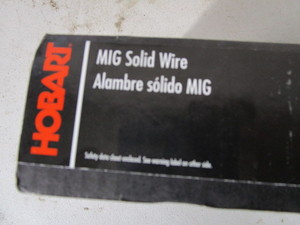 HOBART
MIG Solid Wire
Alambre sólido MIG
Safety data sheet enclosed. See warning label on other side.